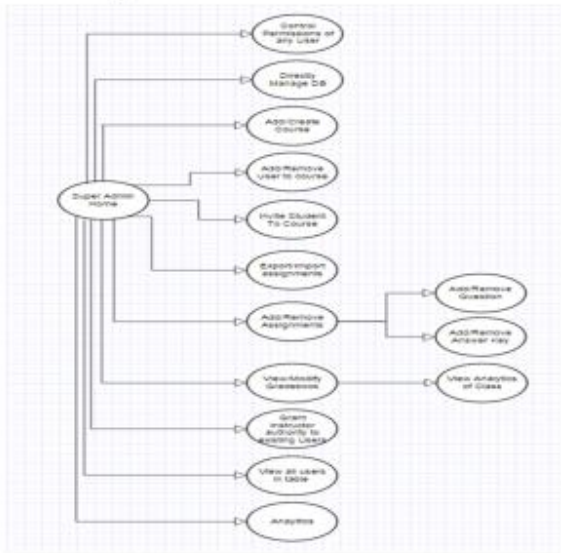 Control
Permissions of
any User
Directly
Manage DB
Add/Create
Course
Add/Remove
User to course
Super Admin
Home
Invite Student
To Course
Export/Import
assignments
Add/Remove
Question
Add/Remove
Assignments
Add/Remove
Answer Key
View/Modify
Gradebook
View Analytics
of Class
Grant
instructor
authority to
existing Users
View all users
in table
Analytics